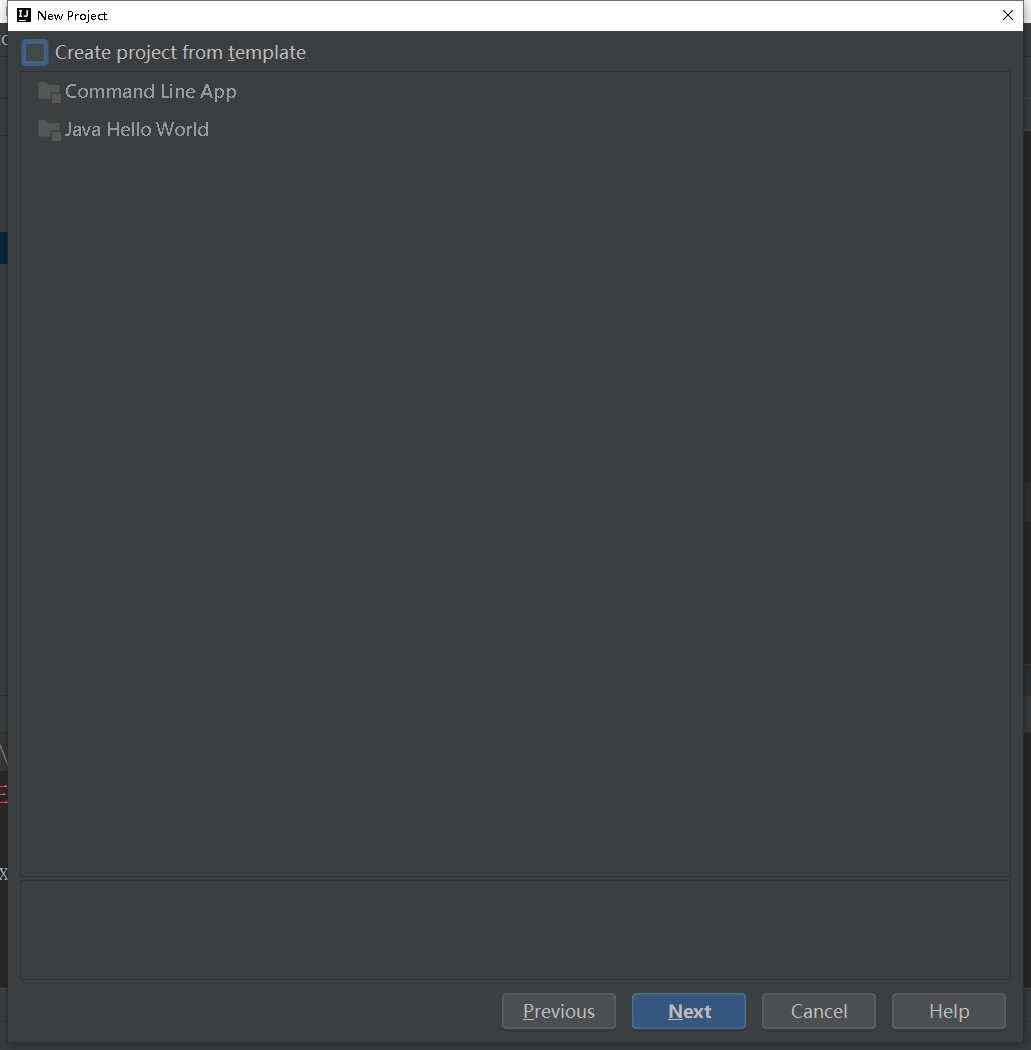 New Project
Create project from template
Command Line App
Java Hello World
Previous Next Cancel Help